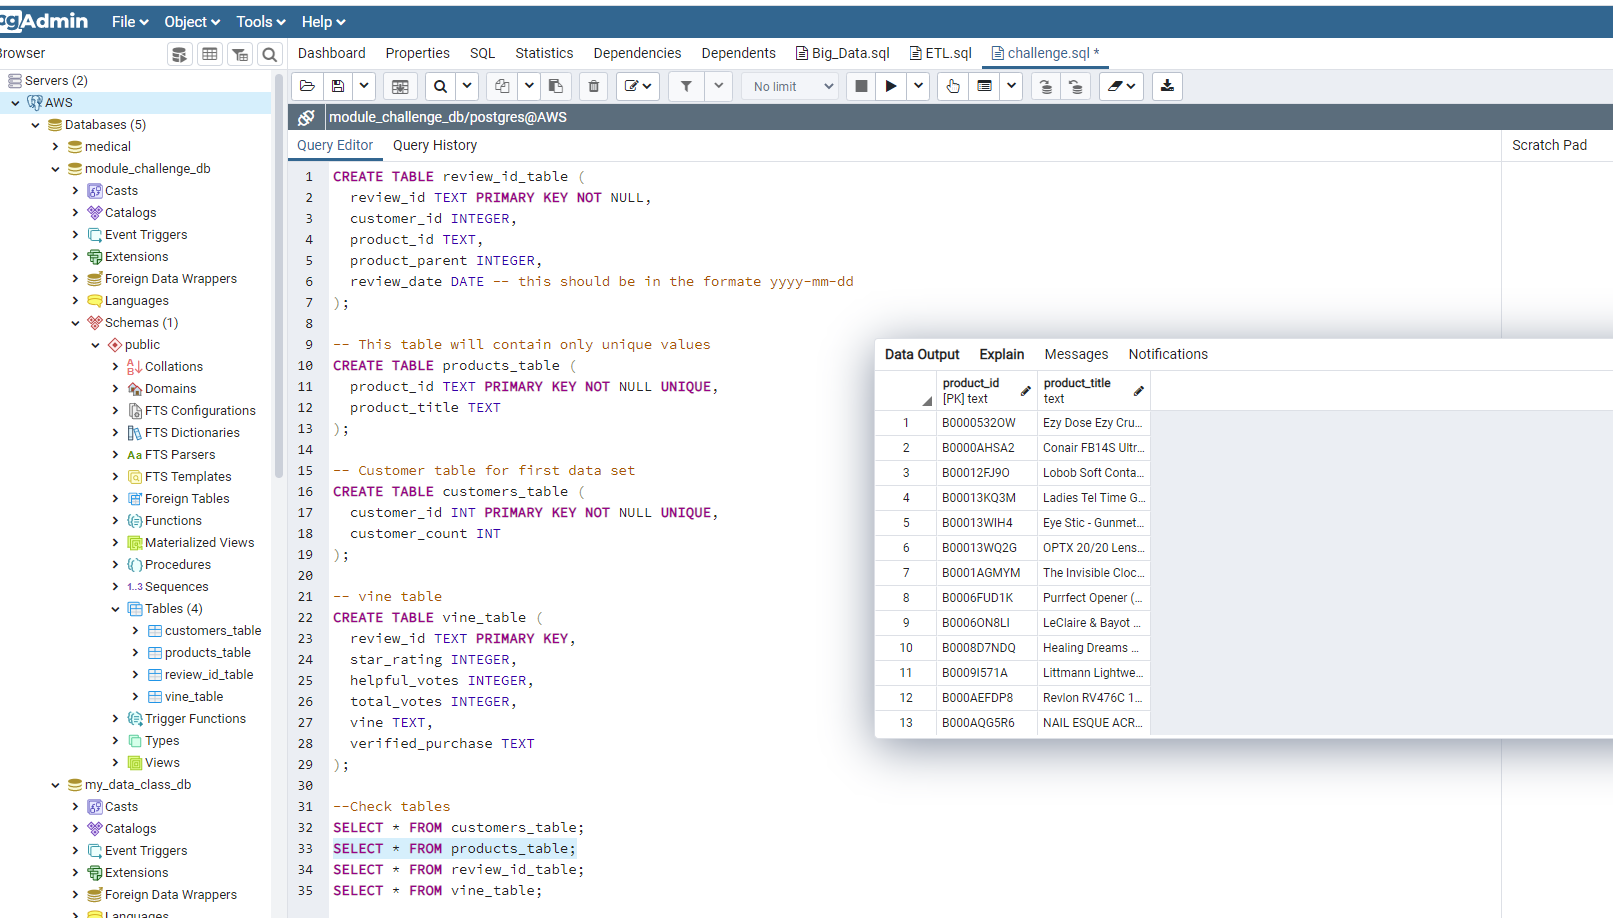 pgAdmin File Object Tools Help
Browser
Dashboard Properties SQL Statistics Dependencies Dependents Big_Data.sql ETL.sql challenge.sql *
No limit
Servers (2)
AWS
Databases (5)
medical
module_challenge_db
Casts
Catalogs
Event Triggers
Extensions
Foreign Data Wrappers
Languages
Schemas (1)
public
Collations
Domains
FTS Configurations
FTS Dictionaries
Aa FTS Parsers
FTS Templates
Foreign Tables
Functions
Materialized Views
Procedures
1..3 Sequences
Tables (4)
customers_table
products_table
review_id_table
vine_table
Trigger Functions
Types
Views
my_data_class_db
Casts
Catalogs
Event Triggers
Extensions
Foreign Data Wrappers
Languages
module_challenge_db/postgres@AWS
Query Editor Query History
Scratch Pad
1 CREATE TABLE review_id_table (
2 review_id TEXT PRIMARY KEY NOT NULL,
3 customer_id INTEGER,
4 product_id TEXT,
5 product_parent INTEGER,
6 review_date DATE -- this should be in the formate yyyy-mm-dd
7 );
8
9 -- This table will contain only unique values
10 CREATE TABLE products_table (
11 product_id TEXT PRIMARY KEY NOT NULL UNIQUE,
12 product_title TEXT
13 );
14
15 -- Customer table for first data set
16 CREATE TABLE customers_table (
17 customer_id INT PRIMARY KEY NOT NULL UNIQUE,
18 customer_count INT
19 );
20
21 -- vine table
22 CREATE TABLE vine_table (
23 review_id TEXT PRIMARY KEY,
24 star_rating INTEGER,
25 helpful_votes INTEGER,
26 total_votes INTEGER,
27 vine TEXT,
28 verified_purchase TEXT
29 );
30
31 --Check tables
32 SELECT * FROM customers_table;
33 SELECT * FROM products_table;
34 SELECT * FROM review_id_table;
35 SELECT * FROM vine_table;
Data Output Explain Messages Notifications
product_id product_title
[PK] text text
1 B0000532OW Ezy Dose Ezy Cru...
2 B0000AHSA2 Conair FB14S Ultr...
3 B00012FJ9O Lobob Soft Conta...
4 B00013KQ3M Ladies Tel Time G...
5 B00013WIH4 Eye Stic - Gunmet...
6 B00013WQ2G OPTX 20/20 Lens...
7 B0001AGMYM The Invisible Cloc...
8 B0006FUD1K Purrfect Opener (...
9 B0006ON8LI LeClaire & Bayot ...
10 B0008D7NDQ Healing Dreams ...
11 B0009I571A Littmann Lightwe...
12 B000AEFDP8 Revlon RV476C 1...
13 B000AQG5R6 NAIL ESQUE ACR...